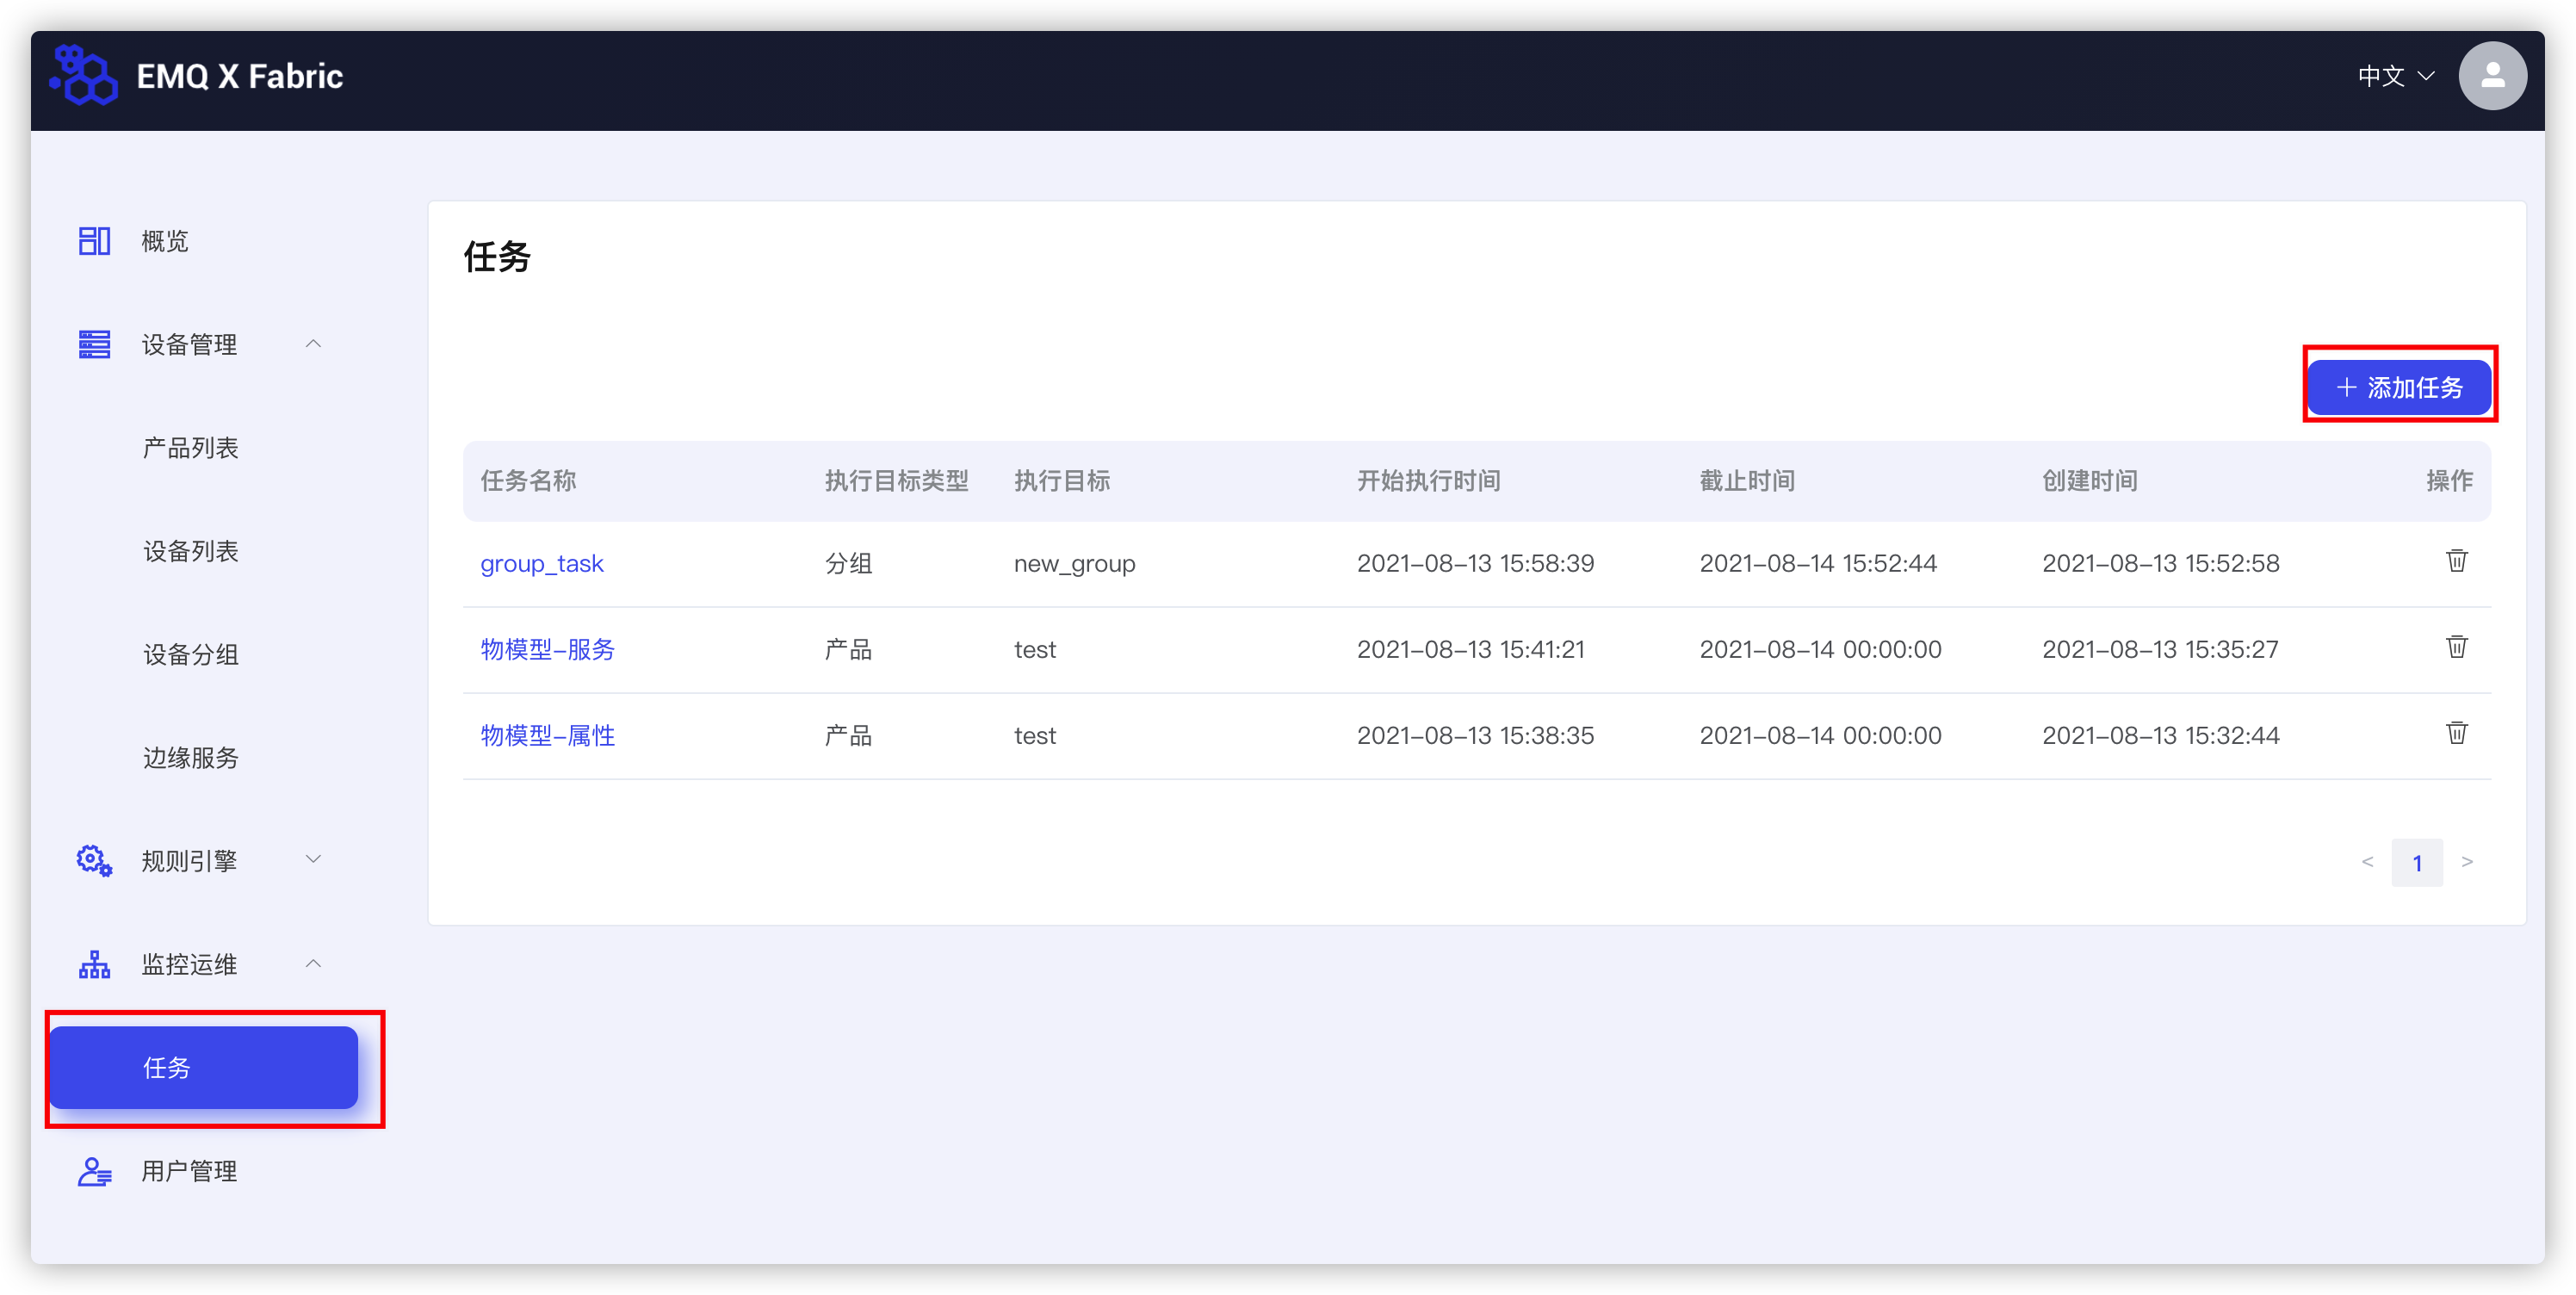 EMQ X Fabric
中文
概览
设备管理
产品列表
设备列表
设备分组
边缘服务
规则引擎
监控运维
任务
用户管理
任务
添加任务
任务名称 执行目标类型 执行目标 开始执行时间 截止时间 创建时间 操作
group_task 分组 new_group 2021-08-13 15:58:39 2021-08-14 15:52:44 2021-08-13 15:52:58
物模型-服务 产品 test 2021-08-13 15:41:21 2021-08-14 00:00:00 2021-08-13 15:35:27
物模型-属性 产品 test 2021-08-13 15:38:35 2021-08-14 00:00:00 2021-08-13 15:32:44
< 1 >